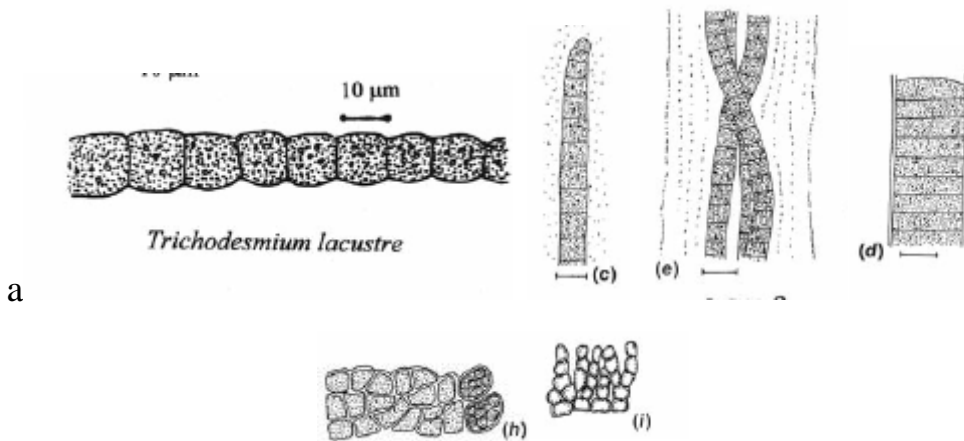 10 µm
Trichodesmium lacustre
(c)
(e)
(d)
a
(h)
(i)